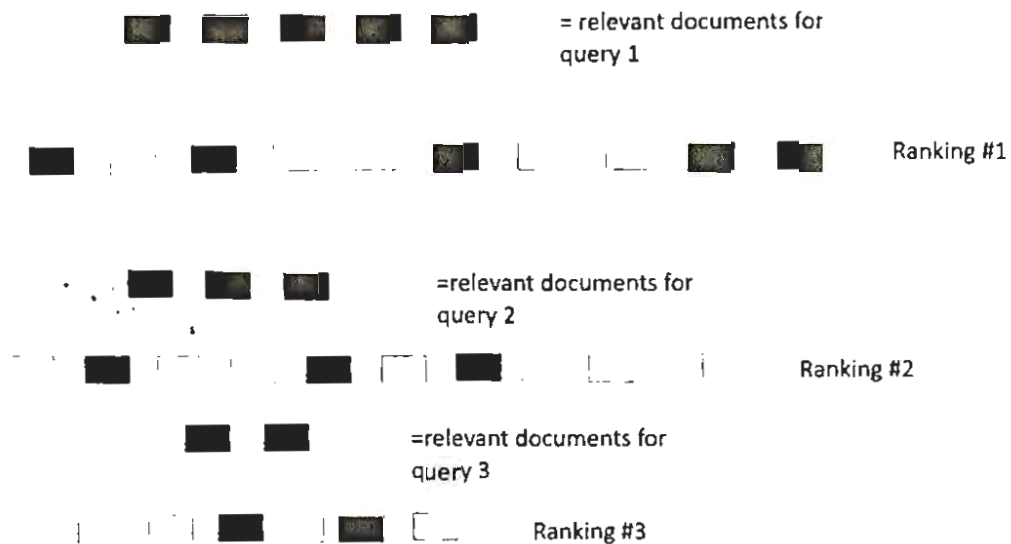 = relevant documents for
query 1
Ranking #1
=relevant documents for
query 2
Ranking #2
=relevant documents for
query 3
Ranking #3